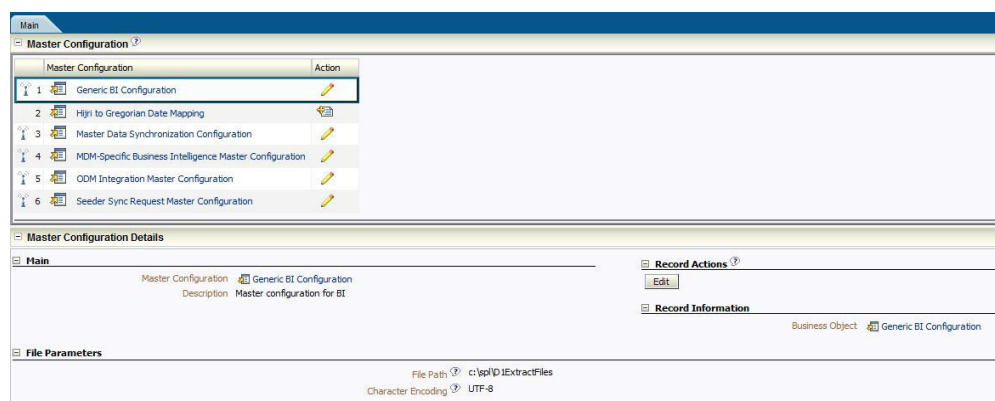 Main
Master Configuration ?
Master Configuration Action
1 Generic BI Configuration
2 Hijri to Gregorian Date Mapping
3 Master Data Synchronization Configuration
4 MDM-Specific Business Intelligence Master Configuration
5 ODM Integration Master Configuration
6 Seeder Sync Request Master Configuration
Master Configuration Details
Main
Master Configuration Generic BI Configuration
Description Master configuration for BI
Record Actions ?
Edit
Record Information
Business Object Generic BI Configuration
File Parameters
File Path ? c:\spl\D1ExtractFiles
Character Encoding ? UTF-8